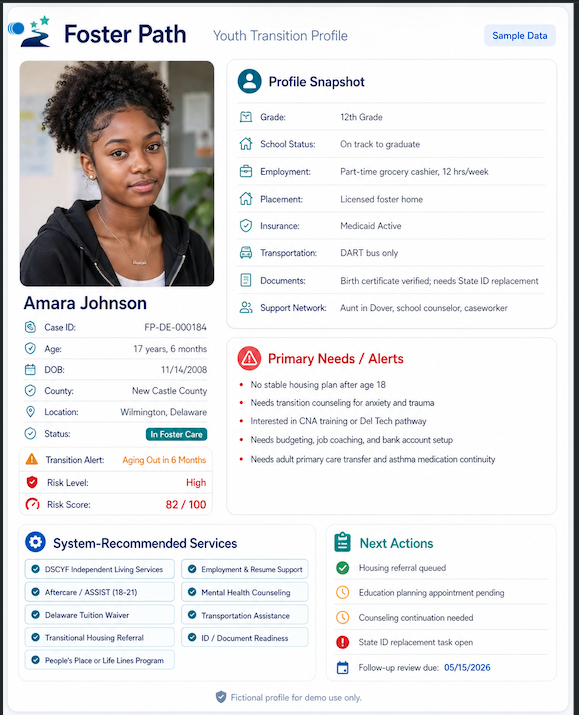 Foster Path
Youth Transition Profile
Sample Data
Amara Johnson
Case ID: FP-DE-000184
Age: 17 years, 6 months
DOB: 11/14/2008
County: New Castle County
Location: Wilmington, Delaware
Status: In Foster Care
Transition Alert: Aging Out in 6 Months
Risk Level: High
Risk Score: 82 / 100
Profile Snapshot
Grade: 12th Grade
School Status: On track to graduate
Employment: Part-time grocery cashier, 12 hrs/week
Placement: Licensed foster home
Insurance: Medicaid Active
Transportation: DART bus only
Documents: Birth certificate verified; needs State ID replacement
Support Network: Aunt in Dover, school counselor, caseworker
Primary Needs / Alerts
• No stable housing plan after age 18
• Needs transition counseling for anxiety and trauma
• Interested in CNA training or Del Tech pathway
• Needs budgeting, job coaching, and bank account setup
• Needs adult primary care transfer and asthma medication continuity
System-Recommended Services
DSCYF Independent Living Services
Employment & Resume Support
Aftercare / ASSIST (18-21)
Mental Health Counseling
Delaware Tuition Waiver
Transportation Assistance
Transitional Housing Referral
ID / Document Readiness
People's Place or Life Lines Program
Next Actions
Housing referral queued
Education planning appointment pending
Counseling continuation needed
State ID replacement task open
Follow-up review due: 05/15/2026
Fictional profile for demo use only.